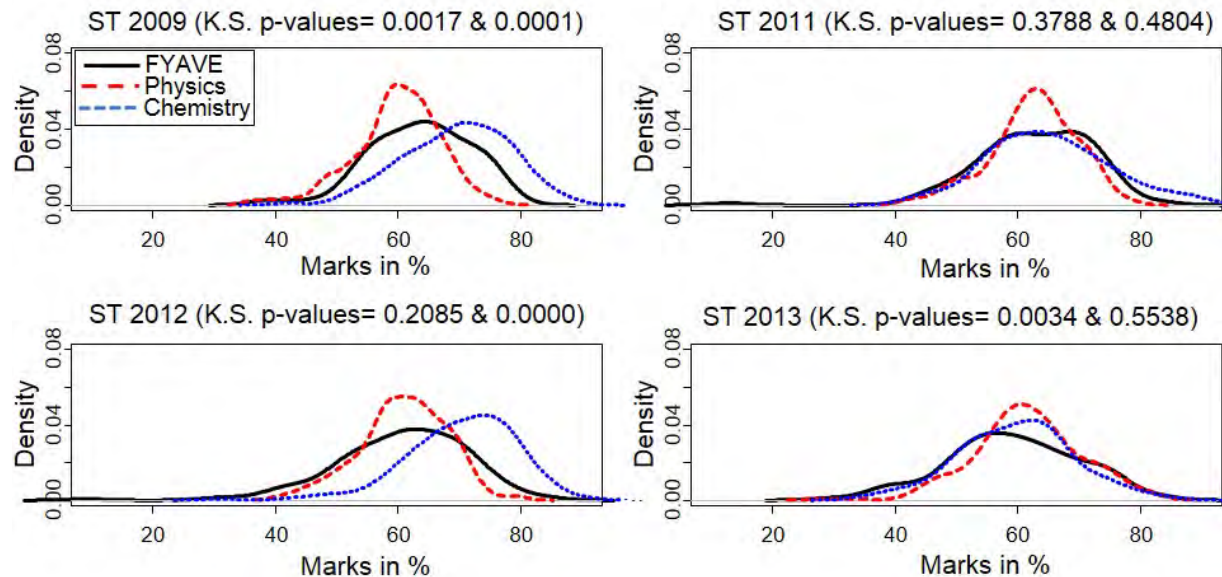 ST 2009 (K.S. p-values= 0.0017 & 0.0001)
0.08
0.04
0.00
Density
FYAVE
Physics
Chemistry
20 40 60 80
Marks in %
ST 2011 (K.S. p-values= 0.3788 & 0.4804)
0.08
0.04
0.00
Density
20 40 60 80
Marks in %
ST 2012 (K.S. p-values= 0.2085 & 0.0000)
0.08
0.04
0.00
Density
20 40 60 80
Marks in %
ST 2013 (K.S. p-values= 0.0034 & 0.5538)
0.08
0.04
0.00
Density
20 40 60 80
Marks in %